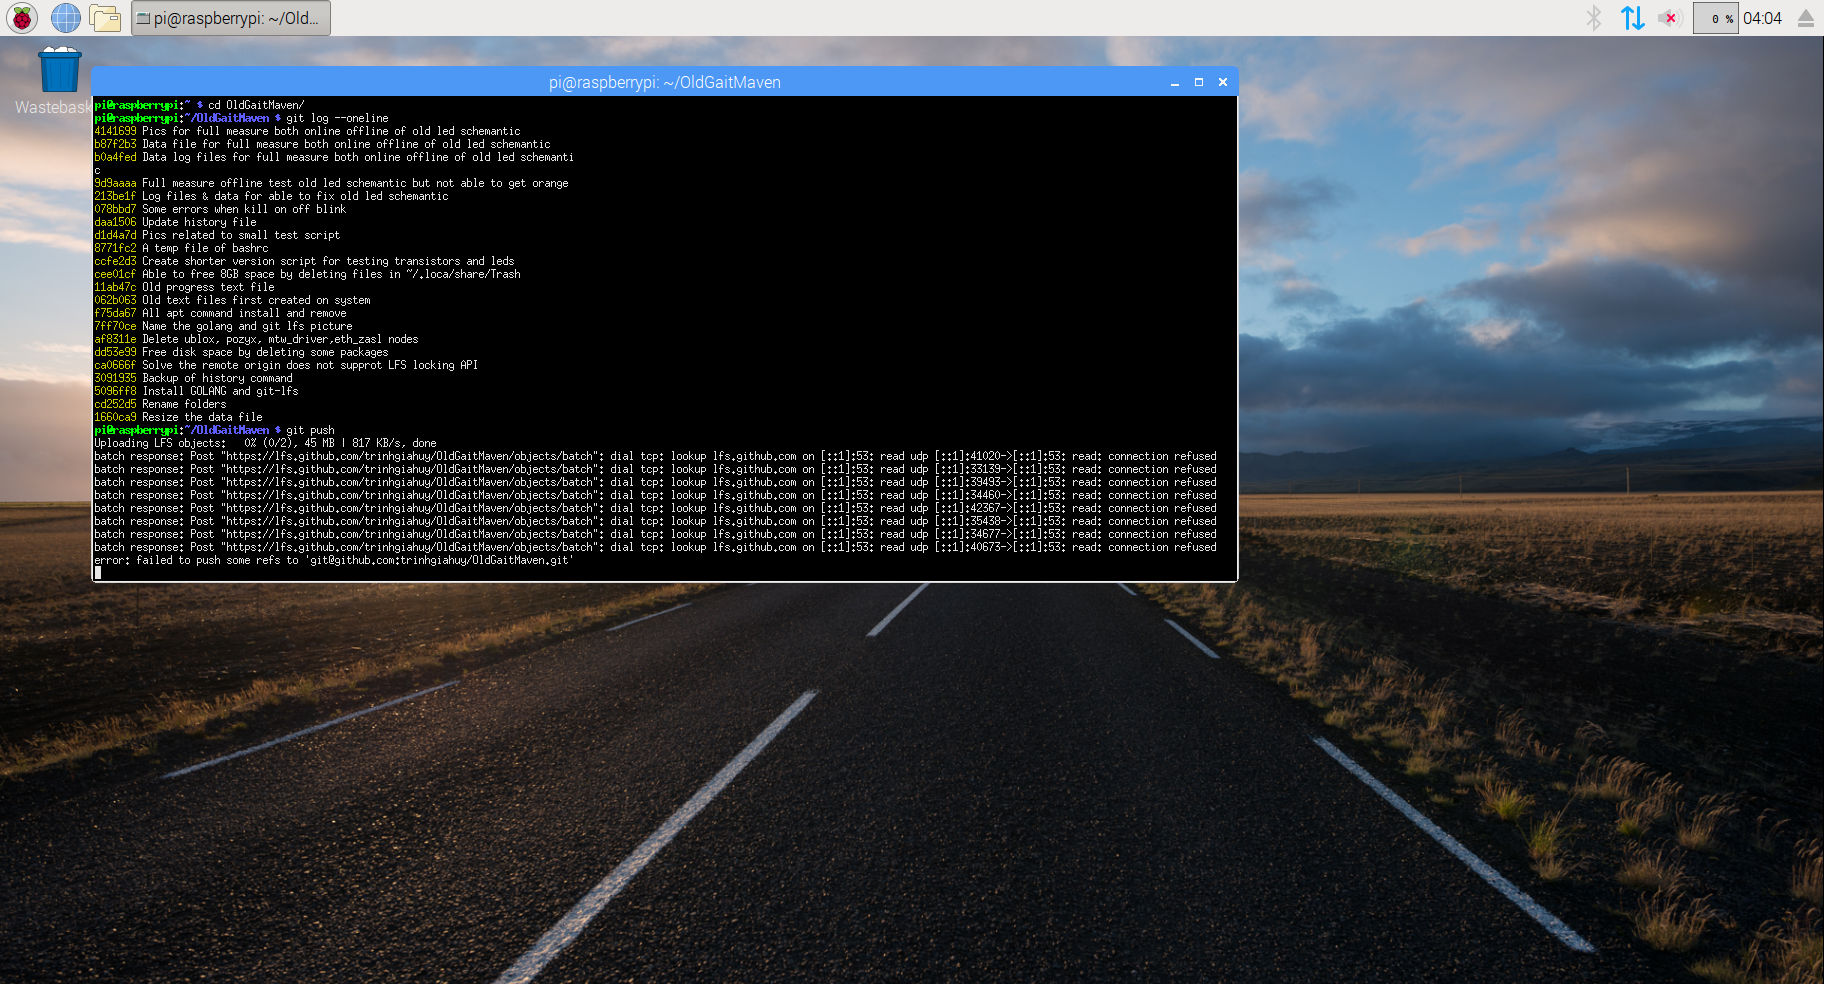 pi@raspberrypi: ~/Old...
0 %
04:04
Wastebask
pi@raspberrypi: ~/OldGaitMaven
pi@raspberrypi:~ $ cd OldGaitMaven/
pi@raspberrypi:~/OldGaitMaven $ git log --oneline
4141699 Pics for full measure both online offline of old led schemantic
b87f2b3 Data file for full measure both online offline of old led schemantic
b0a4fed Data log files for full measure both online offline of old led schemanti
c
9d9aaaa Full measure offline test old led schemantic but not able to get orange
213be1f Log files & data for able to fix old led schemantic
078bbd7 Some errors when kill on off blink
daa1506 Update history file
d1d4a7d Pics related to small test script
8771fc2 A temp file of bashrc
ccfe2d3 Create shorter version script for testing transistors and leds
cee01cf Able to free 8GB space by deleting files in ~/.loca/share/Trash
11ab47c Old progress text file
062b063 Old text files first created on system
f75da67 All apt command install and remove
7ff70ce Name the golang and git lfs picture
af8311e Delete ublox, pozyx, mtw_driver,eth_zasl nodes
dd53e99 Free disk space by deleting some packages
ca0666f Solve the remote origin does not supprot LFS locking API
3091935 Backup of history command
5096ff8 Install GOLANG and git-lfs
cd252d5 Rename folders
1660ca9 Resize the data file
pi@raspberrypi:~/OldGaitMaven $ git push
Uploading LFS objects:   0% (0/2), 45 MB | 817 KB/s, done
batch response: Post "https://lfs.github.com/trinhgiahuy/OldGaitMaven/objects/batch": dial tcp: lookup lfs.github.com on [::1]:53: read udp [::1]:41020->[::1]:53: read: connection refused
batch response: Post "https://lfs.github.com/trinhgiahuy/OldGaitMaven/objects/batch": dial tcp: lookup lfs.github.com on [::1]:53: read udp [::1]:33139->[::1]:53: read: connection refused
batch response: Post "https://lfs.github.com/trinhgiahuy/OldGaitMaven/objects/batch": dial tcp: lookup lfs.github.com on [::1]:53: read udp [::1]:39493->[::1]:53: read: connection refused
batch response: Post "https://lfs.github.com/trinhgiahuy/OldGaitMaven/objects/batch": dial tcp: lookup lfs.github.com on [::1]:53: read udp [::1]:34460->[::1]:53: read: connection refused
batch response: Post "https://lfs.github.com/trinhgiahuy/OldGaitMaven/objects/batch": dial tcp: lookup lfs.github.com on [::1]:53: read udp [::1]:42367->[::1]:53: read: connection refused
batch response: Post "https://lfs.github.com/trinhgiahuy/OldGaitMaven/objects/batch": dial tcp: lookup lfs.github.com on [::1]:53: read udp [::1]:35438->[::1]:53: read: connection refused
batch response: Post "https://lfs.github.com/trinhgiahuy/OldGaitMaven/objects/batch": dial tcp: lookup lfs.github.com on [::1]:53: read udp [::1]:34677->[::1]:53: read: connection refused
batch response: Post "https://lfs.github.com/trinhgiahuy/OldGaitMaven/objects/batch": dial tcp: lookup lfs.github.com on [::1]:53: read udp [::1]:40673->[::1]:53: read: connection refused
error: failed to push some refs to 'git@github.com:trinhgiahuy/OldGaitMaven.git'